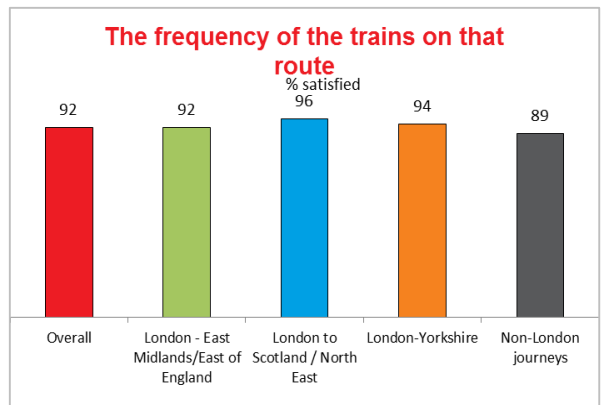 The frequency of the trains on that
route
% satisfied
92
92
96
94
89
Overall
London - East
Midlands/East of
England
London to
Scotland / North
East
London-Yorkshire
Non-London
journeys